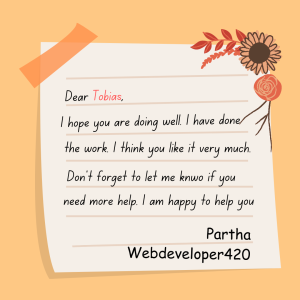 Dear Tobias,
I hope you are doing well. I have done
the work. I think you like it very much.
Don't forget to let me knwo if you
need more help. I am happy to help you
Partha
Webdeveloper420